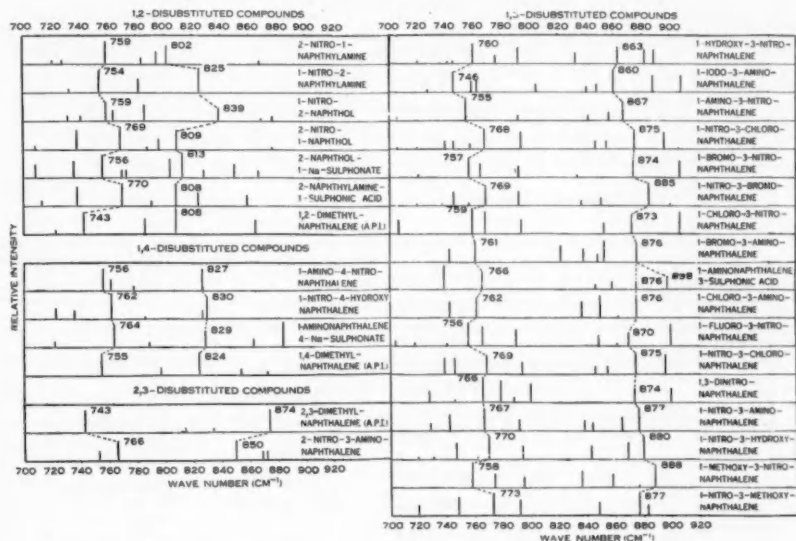 1,2-DISUBSTITUTED COMPOUNDS
700 720 740 760 780 800 820 840 860 880 900 920
759 802 2-NITRO-1-
NAPHTHYLAMINE
754 825 1-NITRO-2-
NAPHTHYLAMINE
759 839 1-NITRO-
2-NAPHTHOL
769 809 2-NITRO-
1-NAPHTHOL
756 813 2-NAPHTHOL-
1-Na-SULPHONATE
770 808 2-NAPHTHYLAMINE-
1-SULPHONIC ACID
743 808 1,2-DIMETHYL-
NAPHTHALENE (A.P.I.)
1,4-DISUBSTITUTED COMPOUNDS
756 827 1-AMINO-4-NITRO-
NAPHTHALENE
762 830 1-NITRO-4-HYDROXY
NAPHTHALENE
764 829 1-AMINONAPHTHALENE
4-Na-SULPHONATE
755 824 1,4-DIMETHYL-
NAPHTHALENE (A.P.I.)
2,3-DISUBSTITUTED COMPOUNDS
743 874 2,3-DIMETHYL-
NAPHTHALENE (A.P.I.)
766 850 2-NITRO-3-AMINO-
NAPHTHALENE
700 720 740 760 780 800 820 840 860 880 900 920
WAVE NUMBER (CM⁻¹)
RELATIVE INTENSITY
DISUBSTITUTED COMPOUNDS
700 720 740 760 780 800 820 840 860 880 900
760 863 1-HYDROXY-3-NITRO-
NAPHTHALENE
746 860 1-IODO-3-AMINO-
NAPHTHALENE
755 867 1-AMINO-3-NITRO-
NAPHTHALENE
768 875 1-NITRO-3-CHLORO-
NAPHTHALENE
757 874 1-BROMO-3-NITRO-
NAPHTHALENE
769 885 1-NITRO-3-BROMO-
NAPHTHALENE
759 873 1-CHLORO-3-NITRO-
NAPHTHALENE
761 876 1-BROMO-3-AMINO-
NAPHTHALENE
766 876 1-AMINONAPHTHALENE
3-SULPHONIC ACID
762 876 1-CHLORO-3-AMINO-
NAPHTHALENE
756 870 1-FLUORO-3-NITRO-
NAPHTHALENE
769 875 1-NITRO-3-CHLORO-
NAPHTHALENE
766 874 1,3-DINITRO-
NAPHTHALENE
767 877 1-NITRO-3-AMINO-
NAPHTHALENE
770 880 1-NITRO-3-HYDROXY-
NAPHTHALENE
758 888 1-METHOXY-3-NITRO-
NAPHTHALENE
773 877 1-NITRO-3-METHOXY-
NAPHTHALENE
700 720 740 760 780 800 820 840 860 880 900 920
WAVE NUMBER (CM⁻¹)